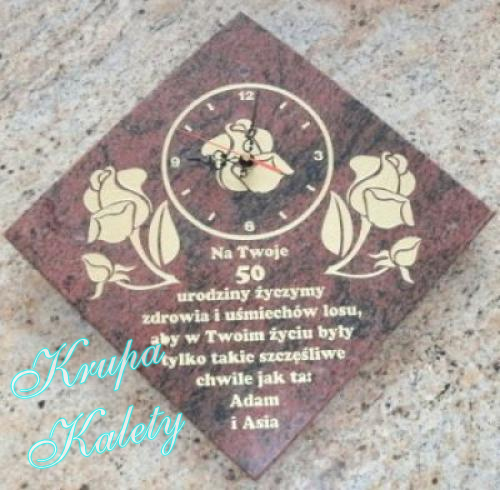 12
9 3
6
Na Twoje
50
urodziny życzymy
zdrowia i uśmiechów losu,
aby w Twoim życiu były
tylko takie szczęśliwe
chwile jak ta:
Adam
i Asia
Krupa
Kalety